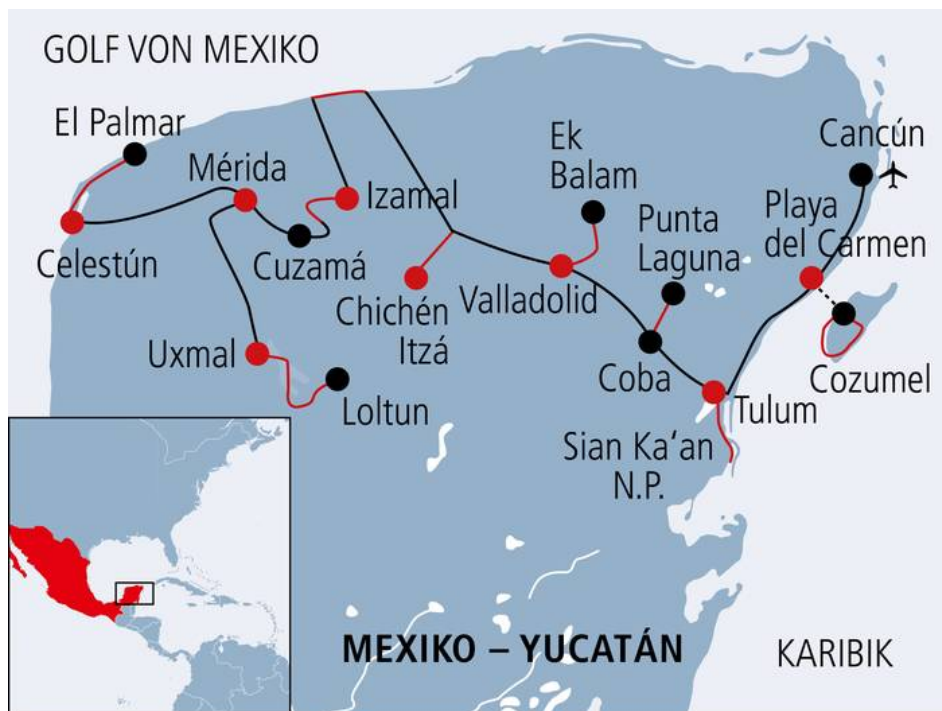 GOLF VON MEXIKO
El Palmar
Mérida
Ek
Balam
Cancún
Izamal
Punta
Laguna
Playa
del Carmen
Celestún
Cuzamá
Chichén
Itzá
Valladolid
Uxmal
Loltun
Coba
Tulum
Cozumel
Sian Ka‘an
N.P.
MEXIKO – YUCATÁN
KARIBIK